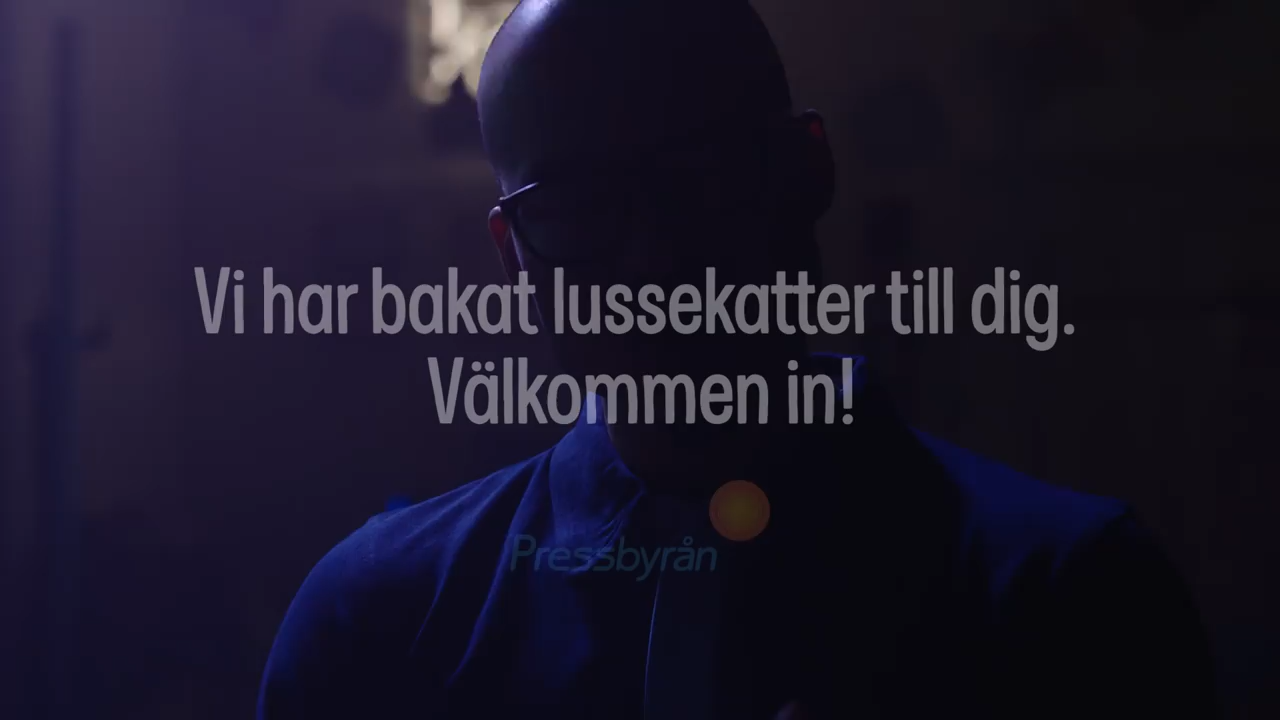 Vi har bakat lussekatter till dig.
Välkommen in!
Pressbyrån